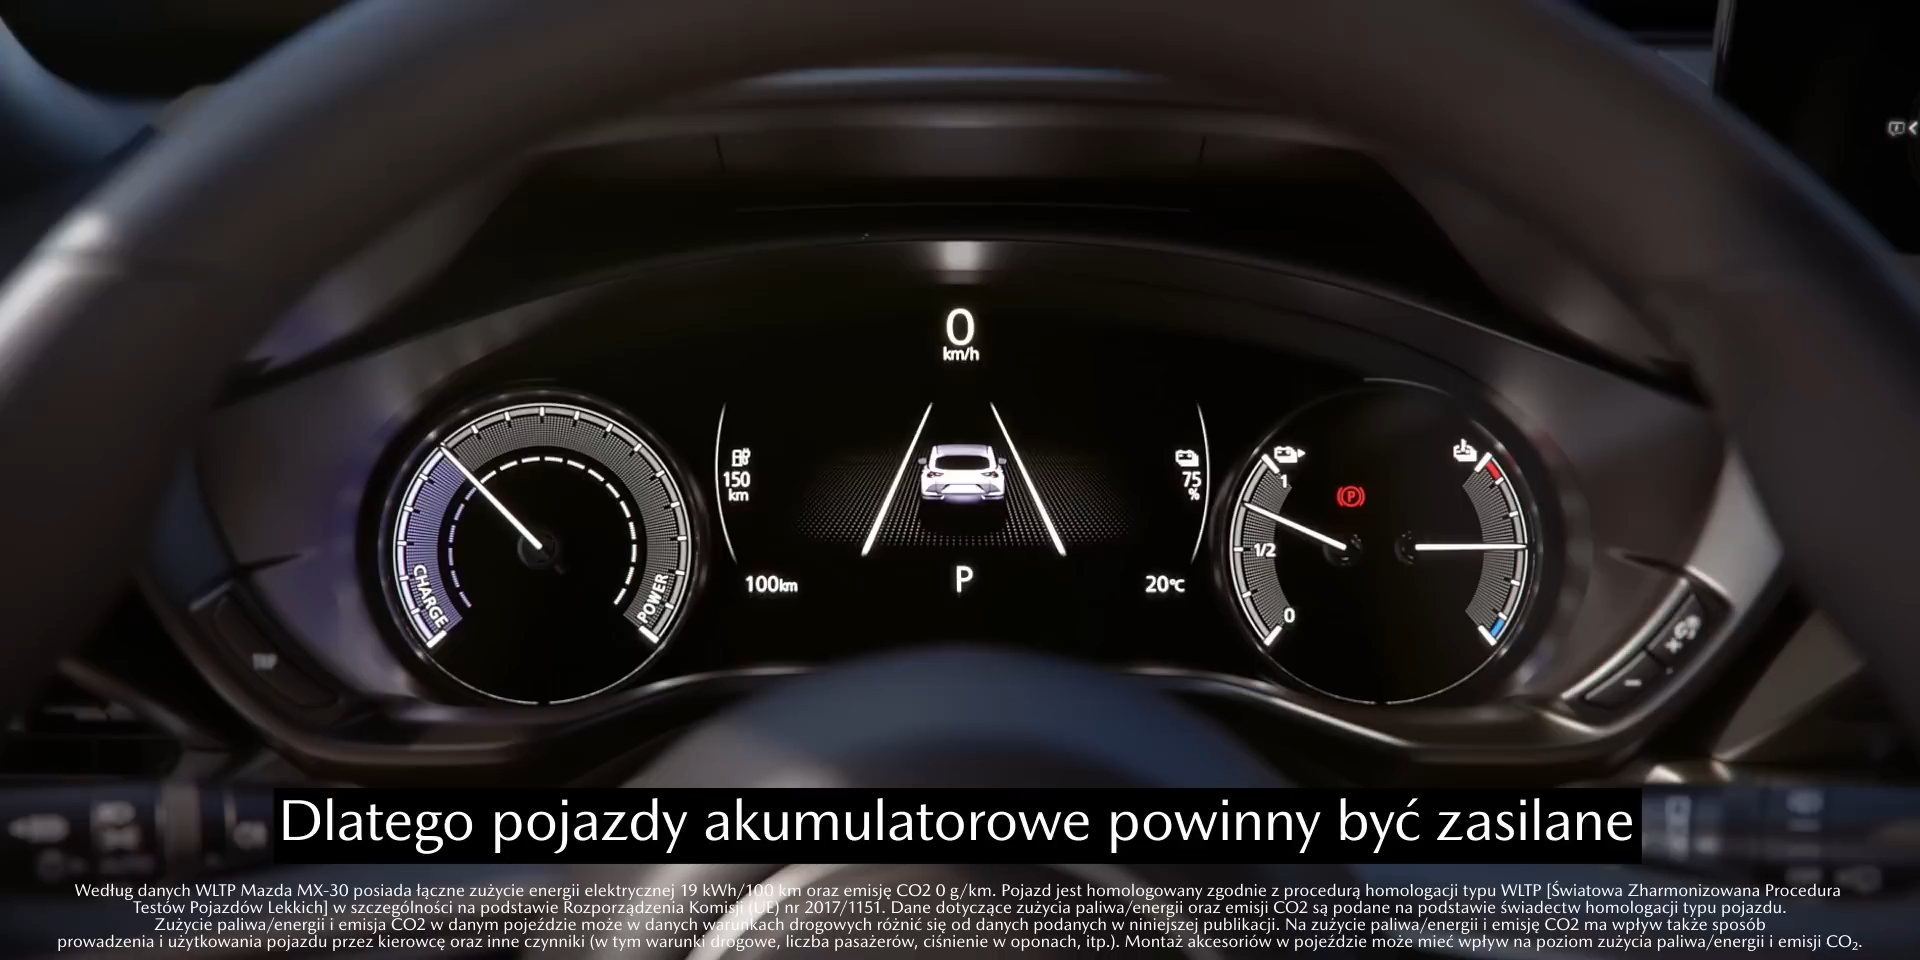 0
km/h
150
km
75
%
1
1/2
0
CHARGE
POWER
100km
P
20°C
TRIP
Dlatego pojazdy akumulatorowe powinny być zasilane
Według danych WLTP Mazda MX-30 posiada łączne zużycie energii elektrycznej 19 kWh/100 km oraz emisję CO2 0 g/km. Pojazd jest homologowany zgodnie z procedurą homologacji typu WLTP [Światowa Zharmonizowana Procedura
Testów Pojazdów Lekkich] w szczególności na podstawie Rozporządzenia Komisji (UE) nr 2017/1151. Dane dotyczące zużycia paliwa/energii oraz emisji CO2 są podane na podstawie świadectw homologacji typu pojazdu.
Zużycie paliwa/energii i emisja CO2 w danym pojeździe może w danych warunkach drogowych różnić się od danych podanych w niniejszej publikacji. Na zużycie paliwa/energii i emisję CO2 ma wpływ także sposób
prowadzenia i użytkowania pojazdu przez kierowcę oraz inne czynniki (w tym warunki drogowe, liczba pasażerów, ciśnienie w oponach, itp.). Montaż akcesoriów w pojeździe może mieć wpływ na poziom zużycia paliwa/energii i emisji CO₂.